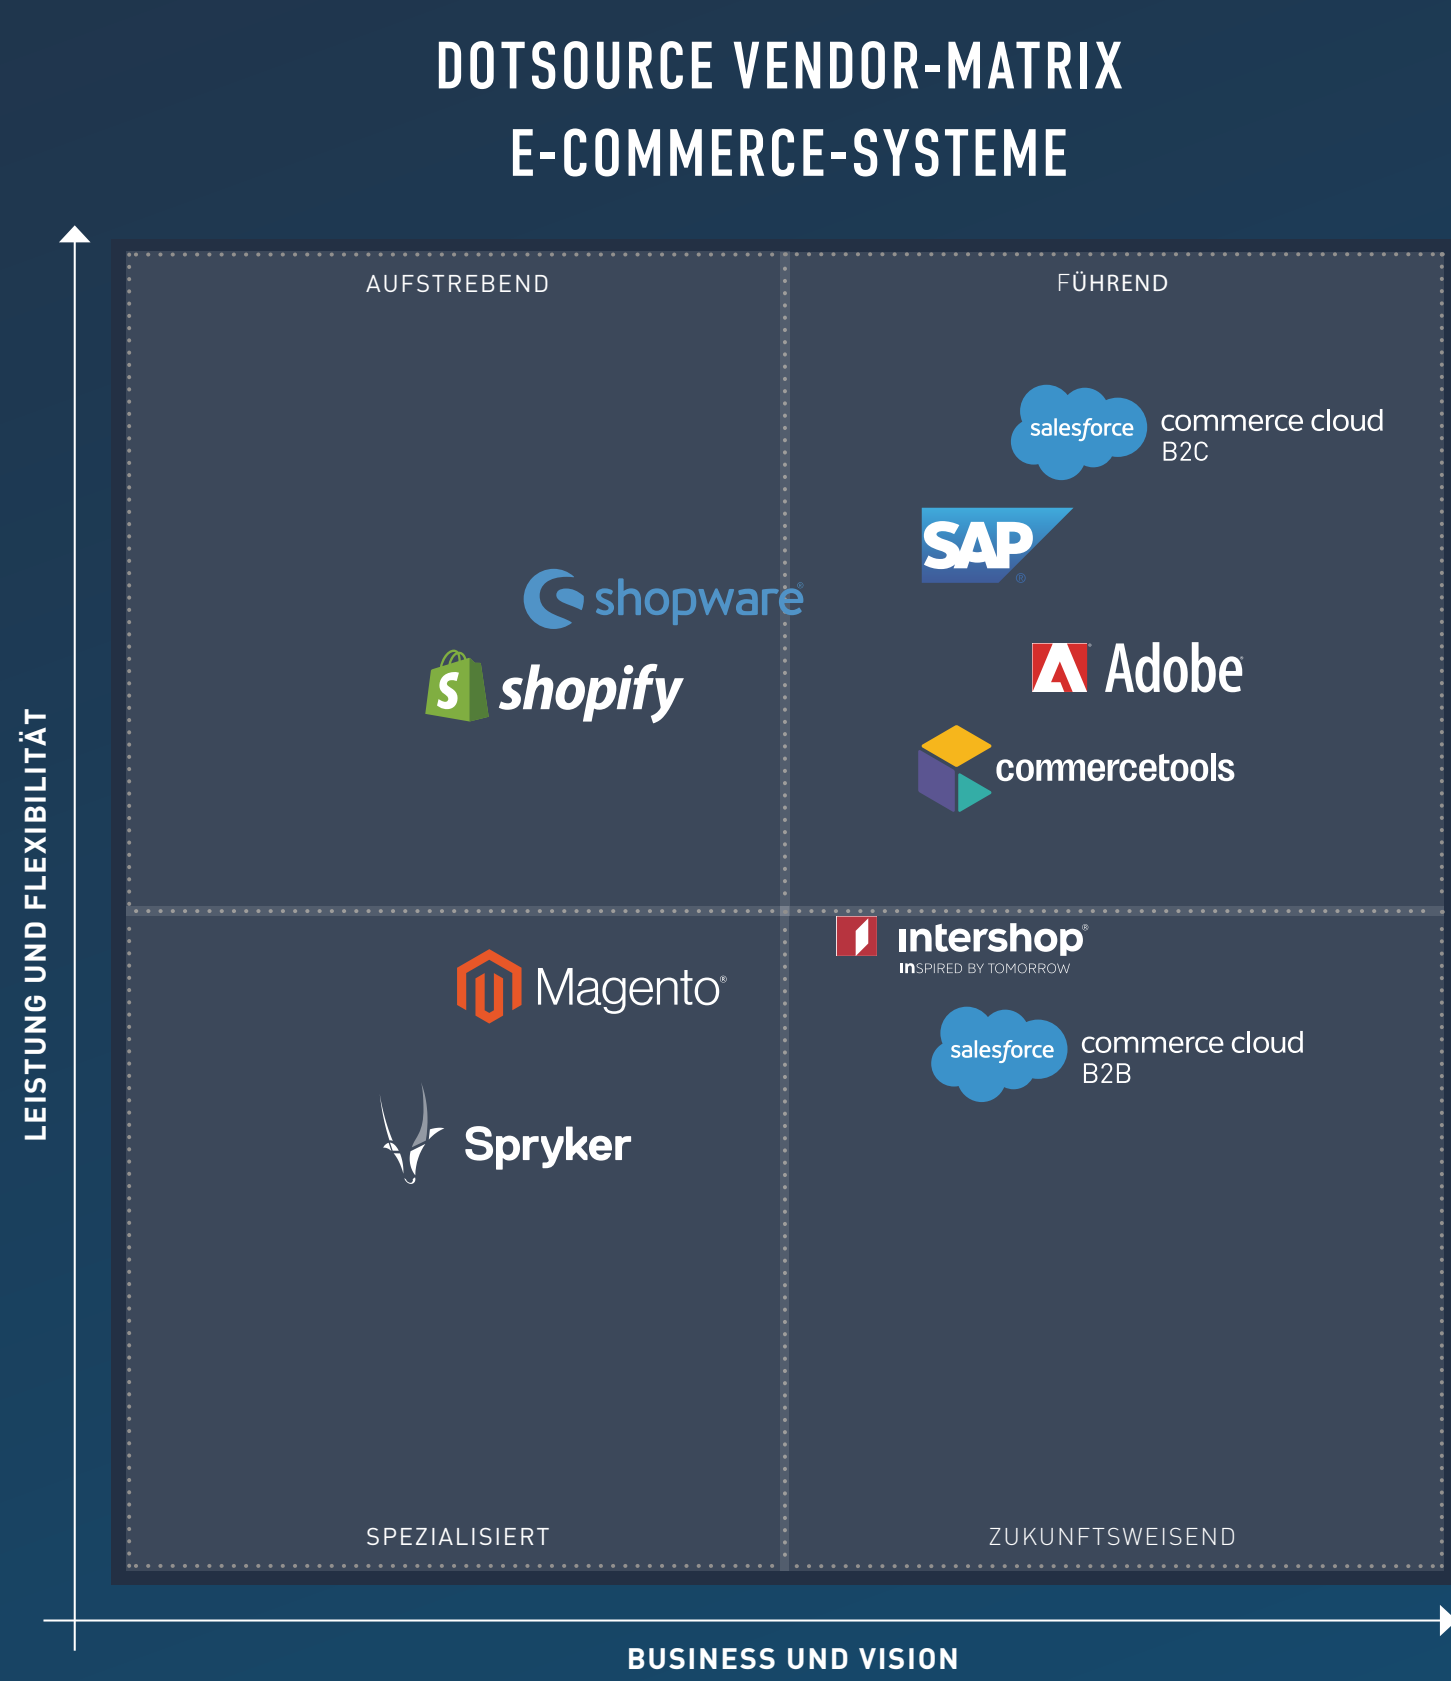 DOTSOURCE VENDOR-MATRIX
E-COMMERCE-SYSTEME
AUFSTREBEND
FÜHREND
salesforce commerce cloud
B2C
SAP®
shopware®
shopify
Adobe
commercetools
LEISTUNG UND FLEXIBILITÄT
intershop®
INSPIRED BY TOMORROW
Magento®
salesforce commerce cloud
B2B
Spryker
SPEZIALISIERT
ZUKUNFTSWEISEND
BUSINESS UND VISION